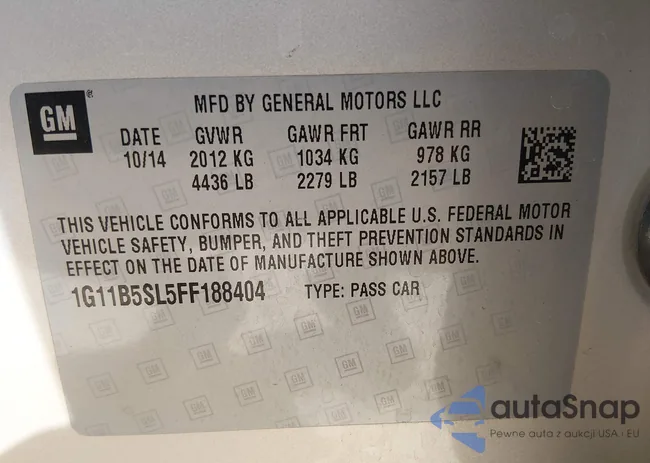 GM ®
MFD BY GENERAL MOTORS LLC
DATE GVWR GAWR FRT GAWR RR
10/14 2012 KG 1034 KG 978 KG
4436 LB 2279 LB 2157 LB
THIS VEHICLE CONFORMS TO ALL APPLICABLE U.S. FEDERAL MOTOR
VEHICLE SAFETY, BUMPER, AND THEFT PREVENTION STANDARDS IN
EFFECT ON THE DATE OF MANUFACTURE SHOWN ABOVE.
1G11B5SL5FF188404 TYPE: PASS CAR
autaSnap
Pewne auta z aukcji USA i EU